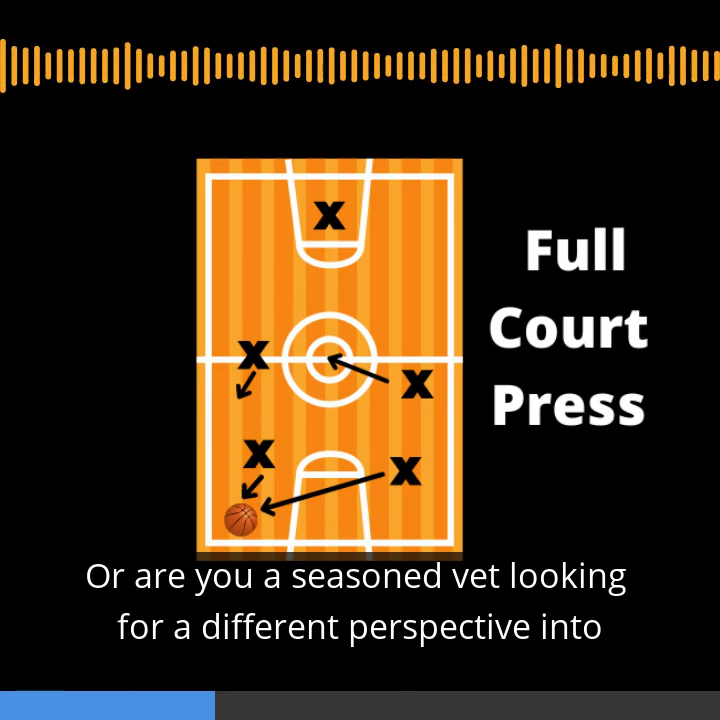 X
Full
Court
Press
X
X
X
X
Or are you a seasoned vet looking
for a different perspective into